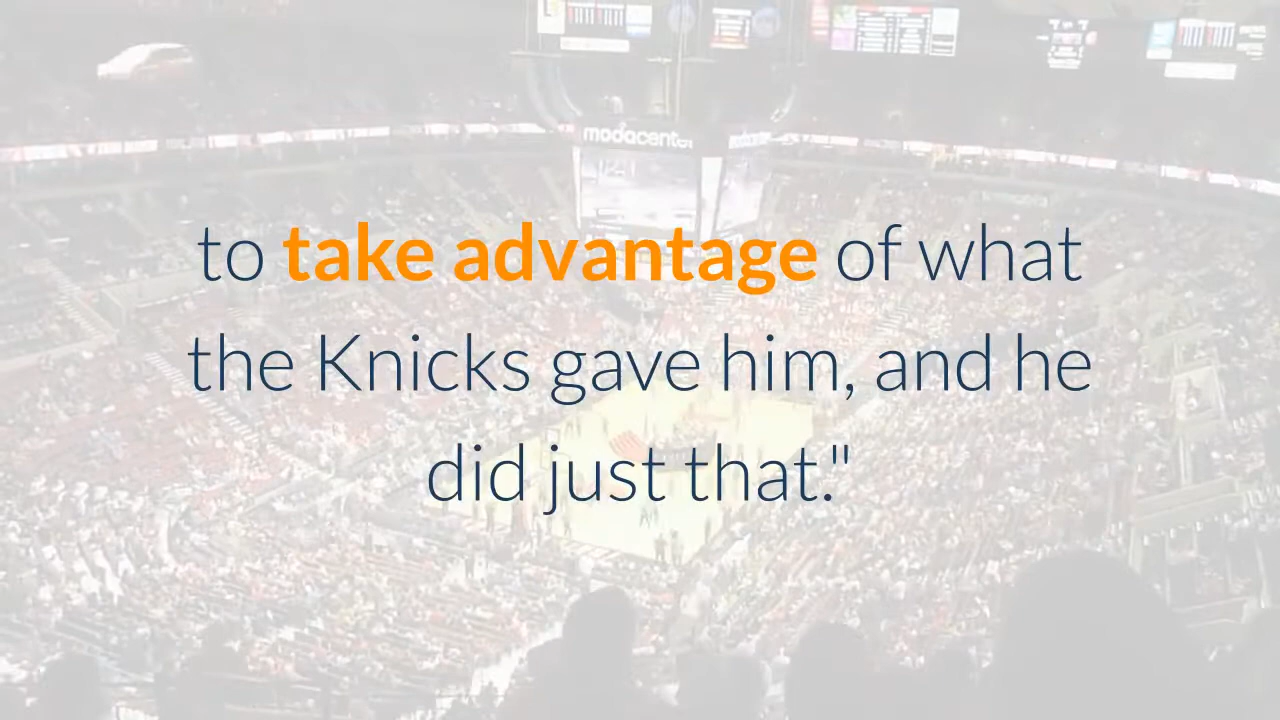 modacenter
to take advantage of what
the Knicks gave him, and he
did just that."